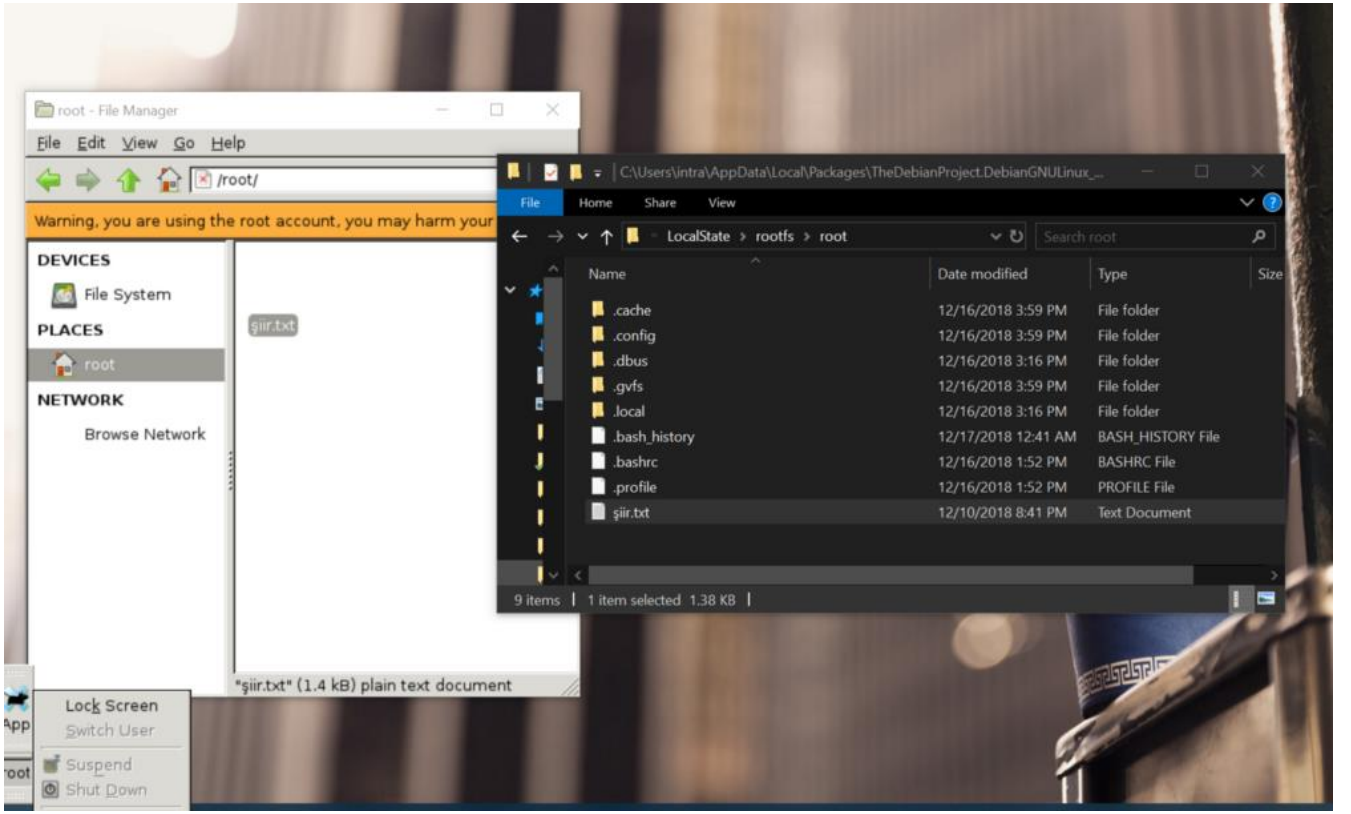 root - File Manager
File Edit View Go Help
/root/
Warning, you are using the root account, you may harm your
DEVICES
File System
PLACES
root
NETWORK
Browse Network
şiir.txt
"şiir.txt" (1.4 kB) plain text document
App
Lock Screen
Switch User
root
Suspend
Shut Down
C:\Users\intra\AppData\Local\Packages\TheDebianProject.DebianGNULinux_...
File Home Share View
LocalState > rootfs > root
Search root
Name Date modified Type Size
.cache 12/16/2018 3:59 PM File folder
.config 12/16/2018 3:59 PM File folder
.dbus 12/16/2018 3:16 PM File folder
.gvfs 12/16/2018 3:59 PM File folder
.local 12/16/2018 3:16 PM File folder
.bash_history 12/17/2018 12:41 AM BASH_HISTORY File
.bashrc 12/16/2018 1:52 PM BASHRC File
.profile 12/16/2018 1:52 PM PROFILE File
şiir.txt 12/10/2018 8:41 PM Text Document
9 items 1 item selected 1.38 KB